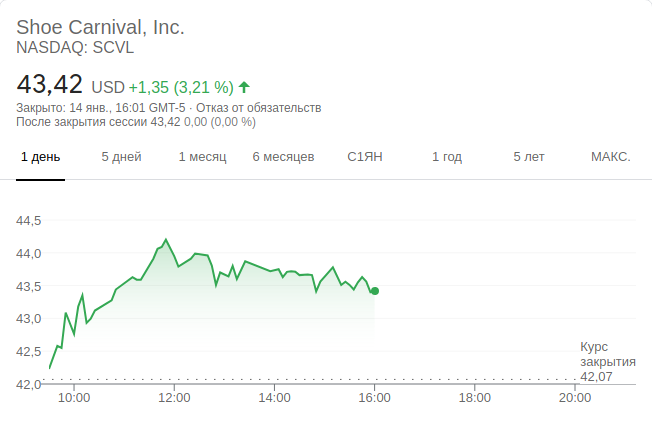 Shoe Carnival, Inc.
NASDAQ: SCVL
43,42 USD +1,35 (3,21 %)
Закрыто: 14 янв., 16:01 GMT-5 · Отказ от обязательств
После закрытия сессии 43,42 0,00 (0,00 %)
1 день 5 дней 1 месяц 6 месяцев С1ЯН 1 год 5 лет МАКС.
44,5
44,0
43,5
43,0
42,5
42,0
Курс
закрытия
42,07
10:00 12:00 14:00 16:00 18:00 20:00